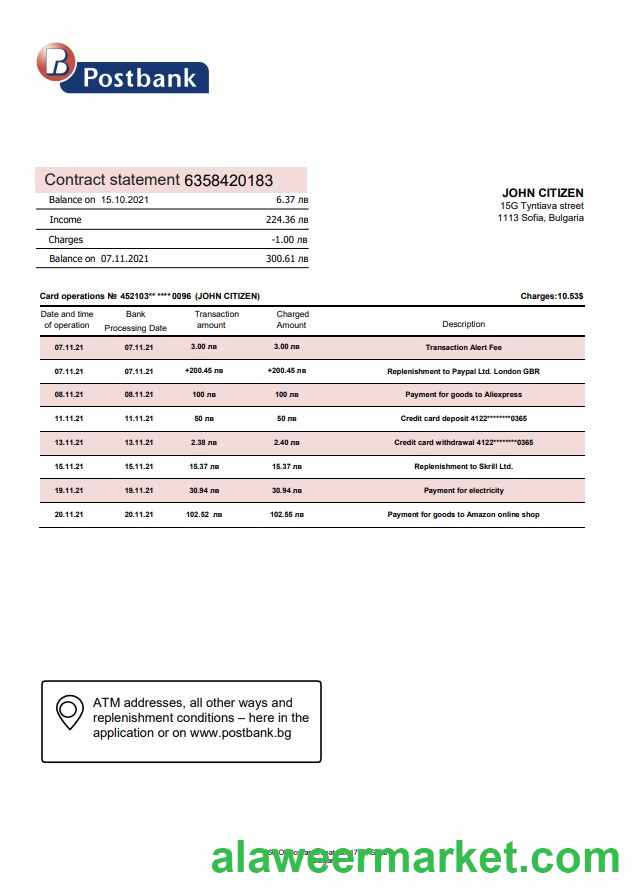 Postbank
Contract statement 6358420183
Balance on 15.10.2021 6.37 лв
Income 224.36 лв
Charges -1.00 лв
Balance on 07.11.2021 300.61 лв
JOHN CITIZEN
15G Tyntiava street
1113 Sofia, Bulgaria
Card operations № 452103** **** 0096 (JOHN CITIZEN) Charges:10.53$
Date and time of operation Bank Processing Date Transaction amount Charged Amount Description
07.11.21 07.11.21 3.00 лв 3.00 лв Transaction Alert Fee
07.11.21 07.11.21 +200.45 лв +200.45 лв Replenishment to Paypal Ltd. London GBR
08.11.21 08.11.21 100 лв 100 лв Payment for goods to Aliexpress
11.11.21 11.11.21 50 лв 50 лв Credit card deposit 4122********0365
13.11.21 13.11.21 2.38 лв 2.40 лв Credit card withdrawal 4122********0365
15.11.21 15.11.21 15.37 лв 15.37 лв Replenishment to Skrill Ltd.
19.11.21 19.11.21 30.94 лв 30.94 лв Payment for electricity
20.11.21 20.11.21 102.52 лв 102.55 лв Payment for goods to Amazon online shop
ATM addresses, all other ways and
replenishment conditions – here in the
application or on www.postbank.bg
alaweermarket.com